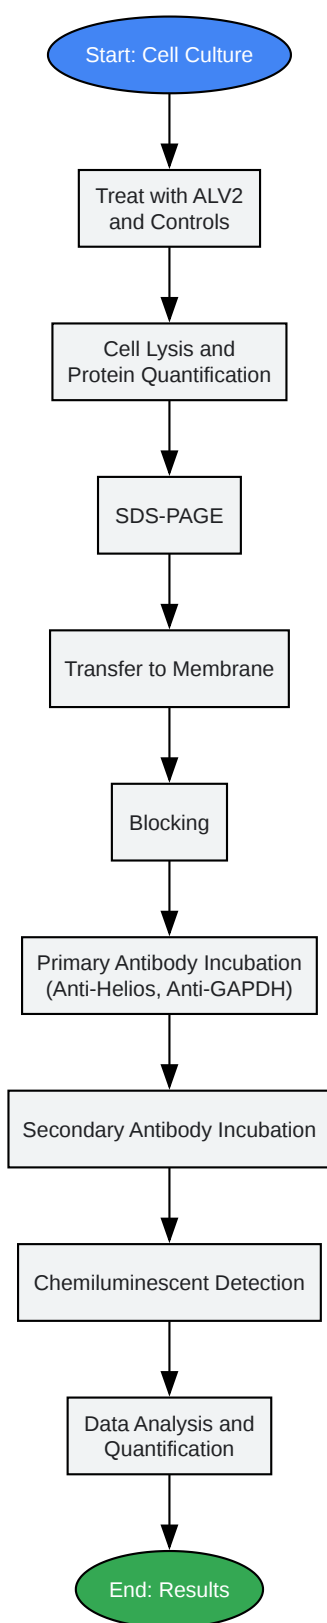 Start: Cell Culture
Treat with ALV2
and Controls
Cell Lysis and
Protein Quantification
SDS-PAGE
Transfer to Membrane
Blocking
Primary Antibody Incubation
(Anti-Helios, Anti-GAPDH)
Secondary Antibody Incubation
Chemiluminescent Detection
Data Analysis and
Quantification
End: Results